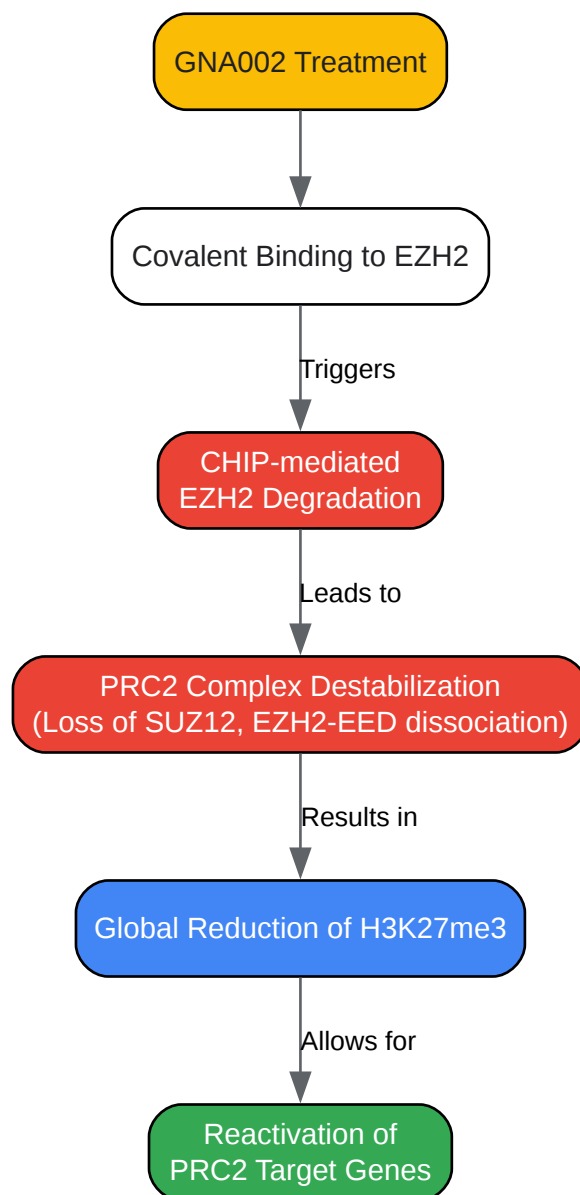 GNA002 Treatment
Covalent Binding to EZH2
Triggers
CHIP-mediated
EZH2 Degradation
Leads to
PRC2 Complex Destabilization
(Loss of SUZ12, EZH2-EED dissociation)
Results in
Global Reduction of H3K27me3
Allows for
Reactivation of
PRC2 Target Genes